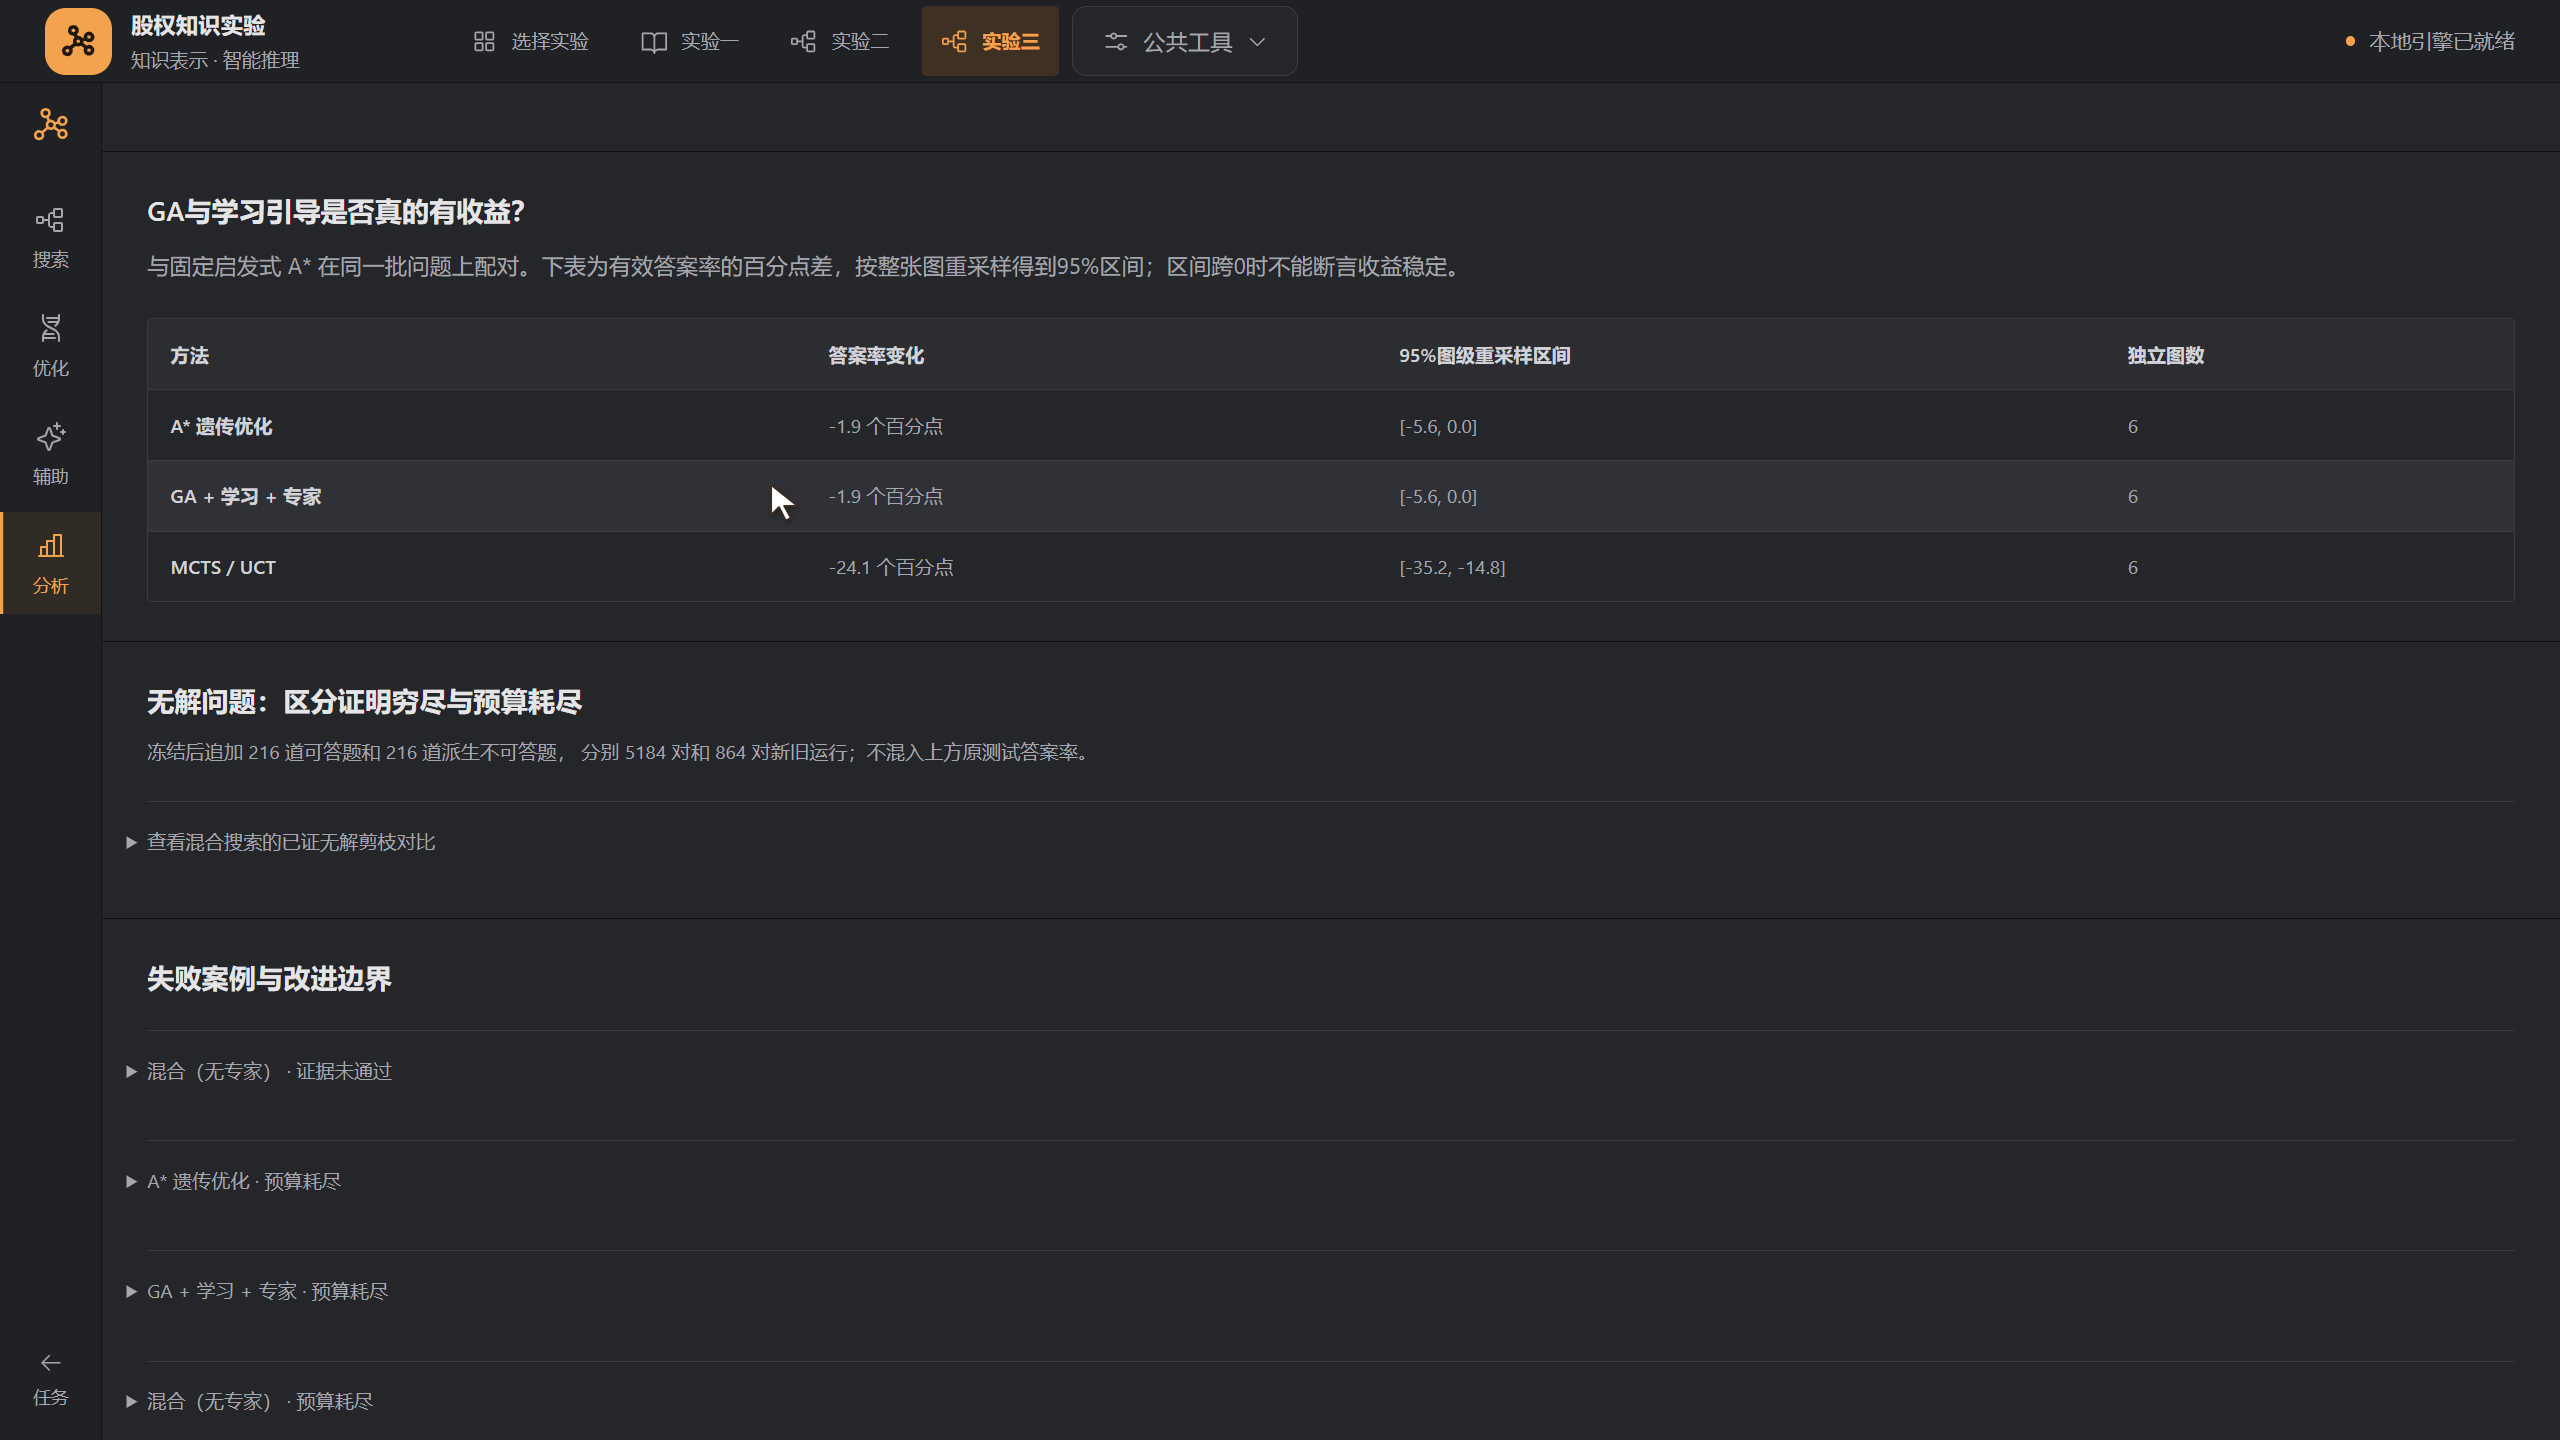 股权知识实验
知识表示 · 智能推理
选择实验
实验一
实验二
实验三
公共工具
本地引擎已就绪
搜索
优化
辅助
分析
任务
GA与学习引导是否真的有收益？
与固定启发式 A* 在同一批问题上配对。下表为有效答案率的百分点差，按整张图重采样得到95%区间；区间跨0时不能断言收益稳定。
方法 答案率变化 95%图级重采样区间 独立图数
A* 遗传优化 -1.9 个百分点 [-5.6, 0.0] 6
GA + 学习 + 专家 -1.9 个百分点 [-5.6, 0.0] 6
MCTS / UCT -24.1 个百分点 [-35.2, -14.8] 6
无解问题：区分证明穷尽与预算耗尽
冻结后追加 216 道可答题和 216 道派生不可答题， 分别 5184 对和 864 对新旧运行；不混入上方原测试答案率。
查看混合搜索的已证无解剪枝对比
失败案例与改进边界
混合（无专家） · 证据未通过
A* 遗传优化 · 预算耗尽
GA + 学习 + 专家 · 预算耗尽
混合（无专家） · 预算耗尽